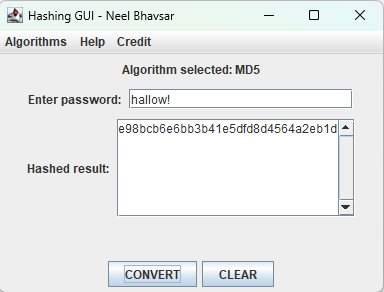 Hashing GUI - Neel Bhavsar
Algorithms Help Credit
Algorithm selected: MD5
Enter password: hallow!
e98bcb6e6bb3b41e5dfd8d4564a2eb1d
Hashed result:
CONVERT CLEAR